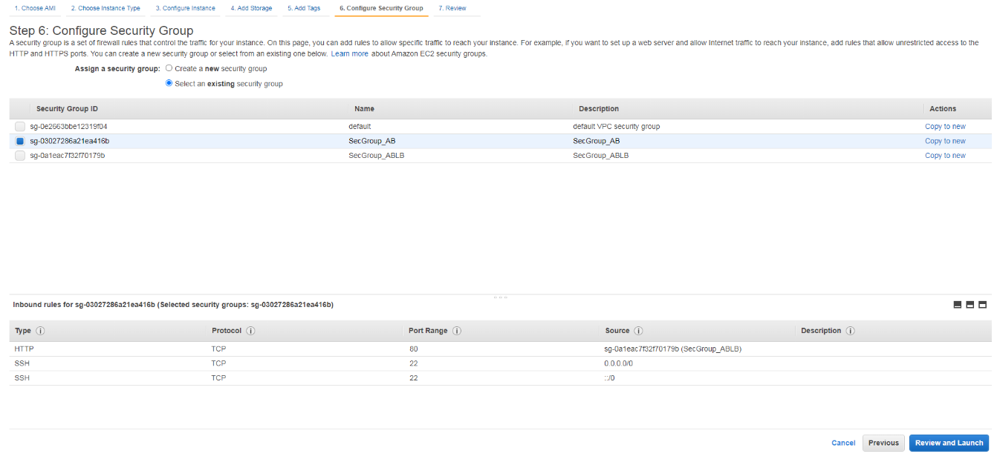 1. Choose AMI 2. Choose Instance Type 3. Configure Instance 4. Add Storage 5. Add Tags 6. Configure Security Group 7. Review
Step 6: Configure Security Group
A security group is a set of firewall rules that control the traffic for your instance. On this page, you can add rules to allow specific traffic to reach your instance. For example, if you want to set up a web server and allow Internet traffic to reach your instance, add rules that allow unrestricted access to the
HTTP and HTTPS ports. You can create a new security group or select from an existing one below. Learn more about Amazon EC2 security groups.
Assign a security group: Create a new security group
Select an existing security group
Security Group ID Name Description Actions
sg-0e2663bbe12319f04 default default VPC security group Copy to new
sg-03027286a21ea416b SecGroup_AB SecGroup_AB Copy to new
sg-0a1eac7f32f70179b SecGroup_ABLB SecGroup_ABLB Copy to new
Inbound rules for sg-03027286a21ea416b (Selected security groups: sg-03027286a21ea416b)
Type i Protocol i Port Range i Source i Description i
HTTP TCP 80 sg-0a1eac7f32f70179b (SecGroup_ABLB)
SSH TCP 22 0.0.0.0/0
SSH TCP 22 ::/0
Cancel Previous Review and Launch